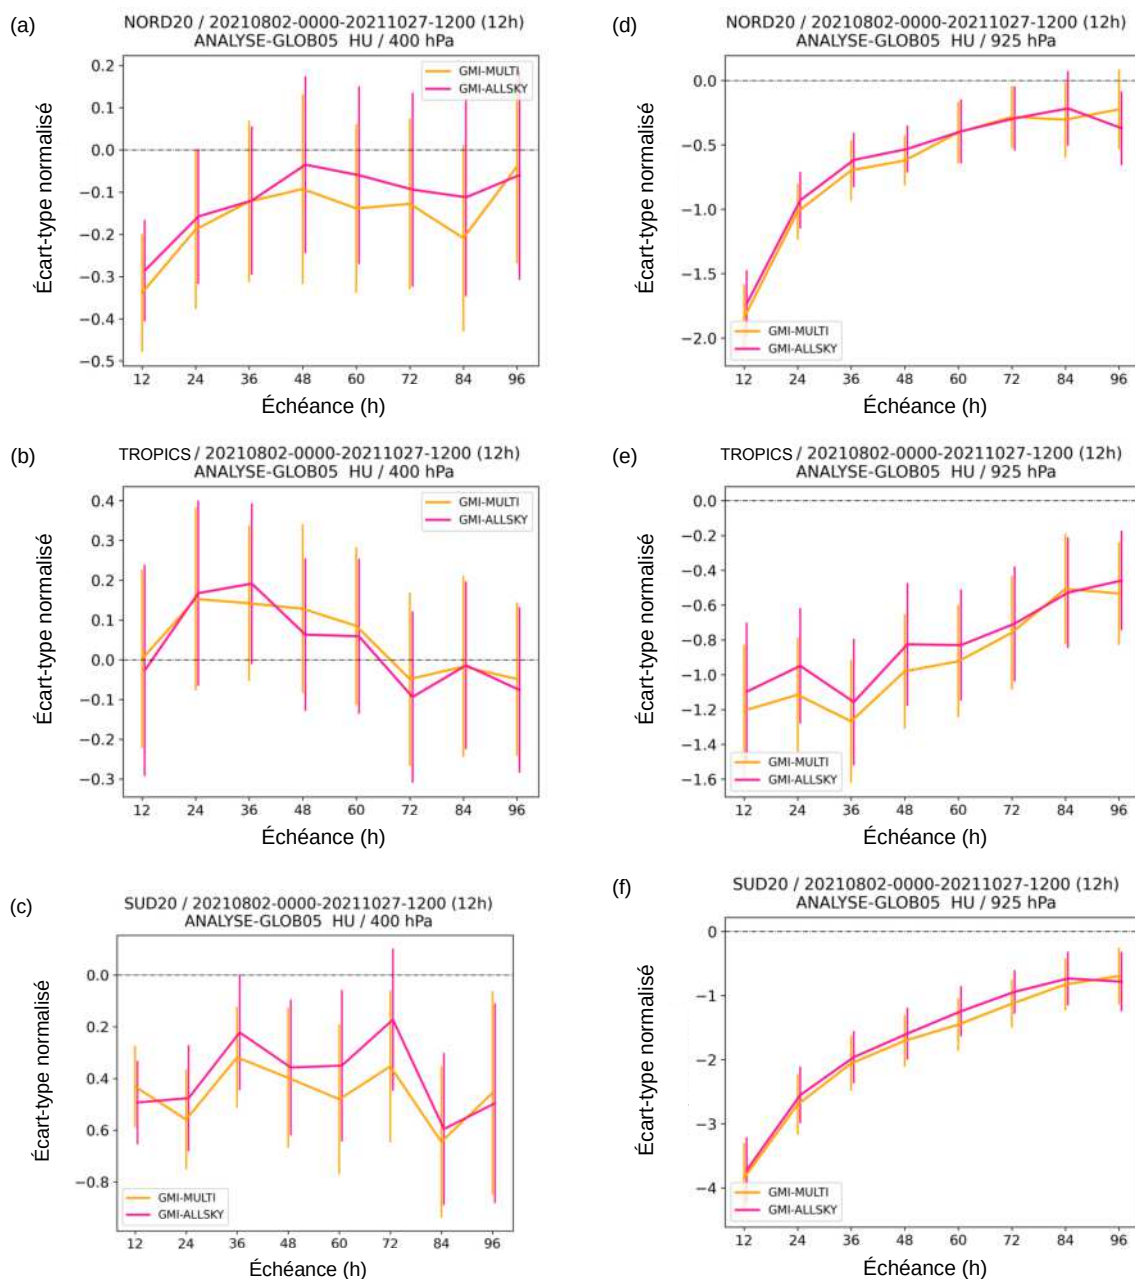 (a)
NORD20 / 20210802-0000-20211027-1200 (12h)
ANALYSE-GLOB05 HU / 400 hPa
Écart-type normalisé
0.2
0.1
0.0
−0.1
−0.2
−0.3
−0.4
−0.5
GMI-MULTI
GMI-ALLSKY
12 24 36 48 60 72 84 96
Échéance (h)
(d)
NORD20 / 20210802-0000-20211027-1200 (12h)
ANALYSE-GLOB05 HU / 925 hPa
Écart-type normalisé
0.0
−0.5
−1.0
−1.5
−2.0
GMI-MULTI
GMI-ALLSKY
12 24 36 48 60 72 84 96
Échéance (h)
(b)
TROPICS / 20210802-0000-20211027-1200 (12h)
ANALYSE-GLOB05 HU / 400 hPa
Écart-type normalisé
0.4
0.3
0.2
0.1
0.0
−0.1
−0.2
−0.3
GMI-MULTI
GMI-ALLSKY
12 24 36 48 60 72 84 96
Échéance (h)
(e)
TROPICS / 20210802-0000-20211027-1200 (12h)
ANALYSE-GLOB05 HU / 925 hPa
Écart-type normalisé
0.0
−0.4
−0.6
−0.8
−1.0
−1.2
−1.4
−1.6
GMI-MULTI
GMI-ALLSKY
12 24 36 48 60 72 84 96
Échéance (h)
(c)
SUD20 / 20210802-0000-20211027-1200 (12h)
ANALYSE-GLOB05 HU / 400 hPa
Écart-type normalisé
0.0
0.2
0.4
0.6
−0.8
GMI-MULTI
GMI-ALLSKY
12 24 36 48 60 72 84 96
Échéance (h)
(f)
SUD20 / 20210802-0000-20211027-1200 (12h)
ANALYSE-GLOB05 HU / 925 hPa
Écart-type normalisé
0
−1
−2
−3
−4
GMI-MULTI
GMI-ALLSKY
12 24 36 48 60 72 84 96
Échéance (h)